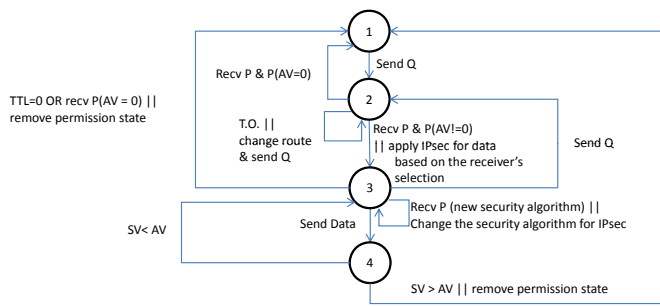 1
Send Q
Recv P & P(AV=0)
TTL=0 OR recv P(AV = 0) ||
remove permission state
2
T.O. ||
change route
& send Q
Recv P & P(AV!=0)
|| apply IPsec for data
based on the receiver's
selection
Send Q
3
Recv P (new security algorithm) ||
Change the security algorithm for IPsec
Send Data
SV< AV
4
SV > AV || remove permission state